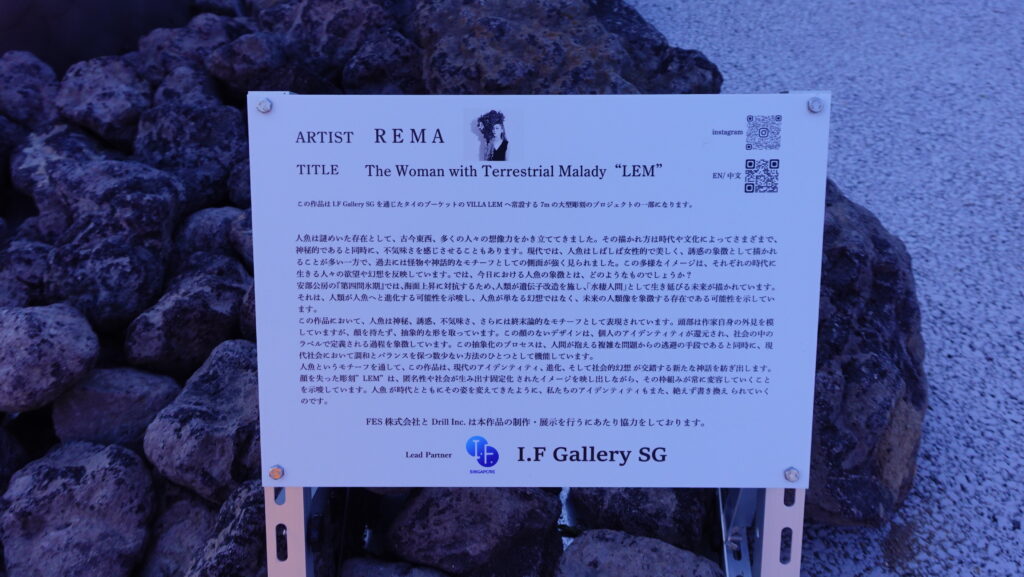 ARTIST REMA
instagram
TITLE The Woman with Terrestrial Malady “LEM”
EN/ 中文
この作品は I.F Gallery SG を通じたタイのプーケットの VILLA LEM へ常設する 7m の大型彫刻のプロジェクトの一部になります。
人魚は謎めいた存在として、古今東西、多くの人々の想像力をかき立ててきました。その描かれ方は時代や文化によってさまざまで、
神秘的であると同時に、不気味さを感じさせることもあります。現代では、人魚はしばしば女性的で美しく、誘惑の象徴として描かれ
ることが多い一方で、過去には怪物や神話的なモチーフとしての側面が強く見られました。この多様なイメージは、それぞれの時代に
生きる人々の欲望や幻想を反映しています。では、今日における人魚の象徴とは、どのようなものでしょうか？
安部公房の『第四間氷期』では、海面上昇に対抗するため、人類が遺伝子改造を施し、「水棲人間」として生き延びる未来が描かれています。
それは、人類が人魚へと進化する可能性を示唆し、人魚が単なる幻想ではなく、未来の人類像を象徴する存在である可能性を示してい
ます。
この作品において、人魚は神秘、誘惑、不気味さ、さらには終末論的なモチーフとして表現されています。頭部は作家自身の外見を模
していますが、顔を持たず、抽象的な形を取っています。この顔のないデザインは、個人のアイデンティティが還元され、社会の中の
ラベルで定義される過程を象徴しています。この抽象化のプロセスは、人間が抱える複雑な問題からの逃避の手段であると同時に、現
代社会において調和とバランスを保つ数少ない方法のひとつとして機能しています。
人魚というモチーフを通して、この作品は、現代のアイデンティティ、進化、そして社会的幻想 が交錯する新たな神話を紡ぎ出します。
顔を失った彫刻“LEM”は、匿名性や社会が生み出す固定化 されたイメージを映し出しながら、その枠組みが常に変容していくこと
を示唆しています。人魚 が時代とともにその姿を変えてきたように、私たちのアイデンティティもまた、絶えず書き換え られていく
のです。
FES 株式会社と Drill Inc. は本作品の制作・展示を行うにあたり協力をしております。
Lead Partner I.F SINGAPORE I.F Gallery SG